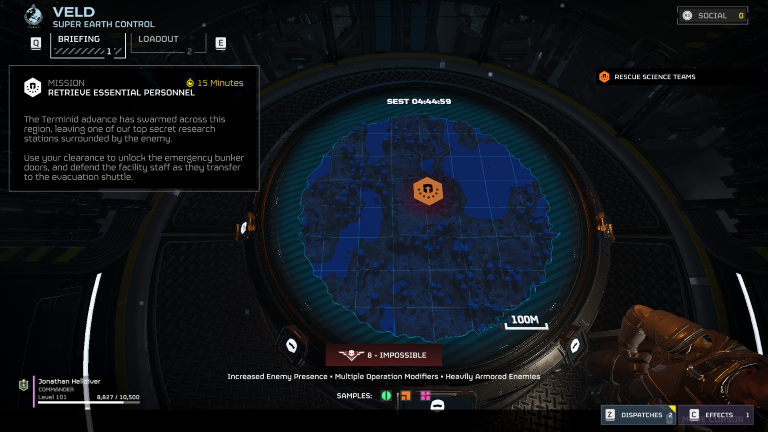 VELD
SUPER EARTH CONTROL
Q
BRIEFING
1
LOADOUT
2
E
SOCIAL 0
MISSION
15 Minutes
RETRIEVE ESSENTIAL PERSONNEL
The Terminid advance has swarmed across this
region, leaving one of our top secret research
stations surrounded by the enemy.
Use your clearance to unlock the emergency bunker
doors, and defend the facility staff as they transfer
to the evacuation shuttle.
RESCUE SCIENCE TEAMS
SEST 04:44:59
100M
8 - IMPOSSIBLE
Increased Enemy Presence • Multiple Operation Modifiers • Heavily Armored Enemies
SAMPLES:
Jonathan Helldiver
COMMANDER
Level 101
8,827 / 10,500
Z DISPATCHES 2
C EFFECTS 1
CURSOR